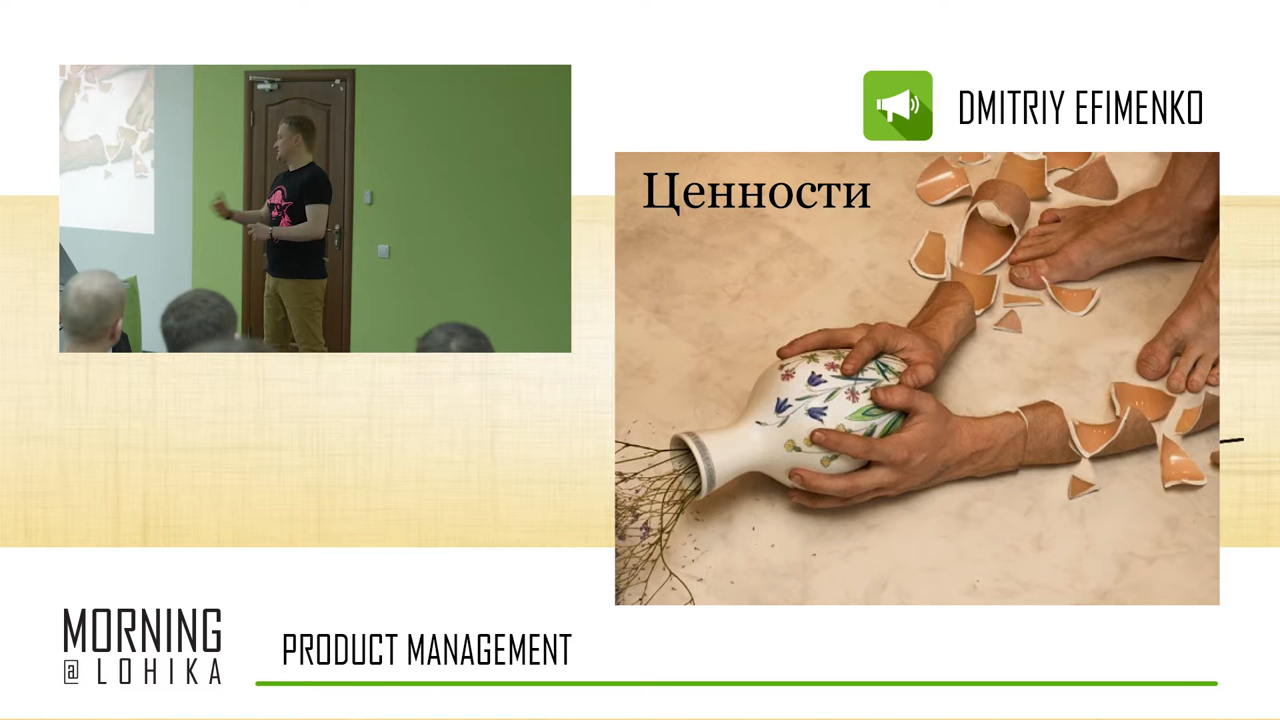 DMITRIY EFIMENKO
Ценности
MORNING
@ LOHIKA
PRODUCT MANAGEMENT